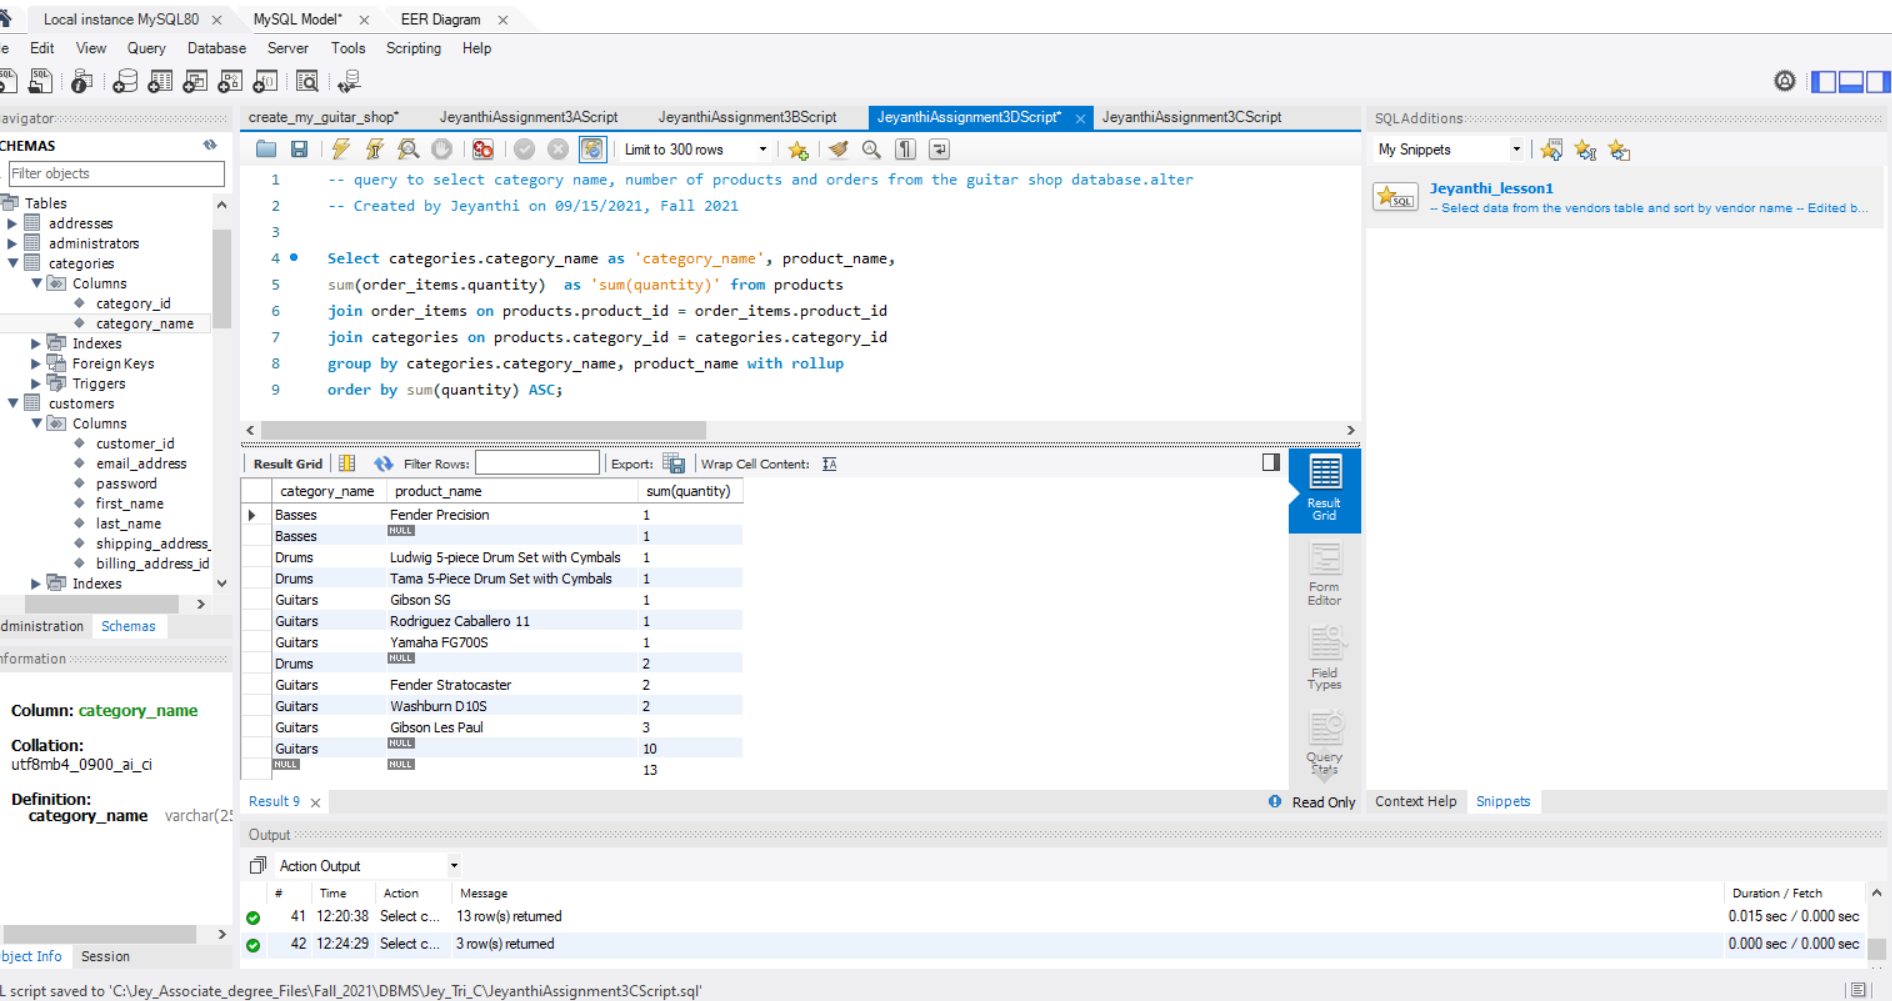 Local instance MySQL80
MySQL Model*
EER Diagram
Edit View Query Database Server Tools Scripting Help
SCHEMAS
Filter objects
Tables
addresses
administrators
categories
Columns
category_id
category_name
Indexes
Foreign Keys
Triggers
customers
Columns
customer_id
email_address
password
first_name
last_name
shipping_address_
billing_address_id
Indexes
Schemas
Column: category_name
Collation:
utf8mb4_0900_ai_ci
Definition:
category_name varchar(25
Session
create_my_guitar_shop* JeyanthiAssignment3AScript JeyanthiAssignment3BScript JeyanthiAssignment3DScript* JeyanthiAssignment3CScript
Limit to 300 rows
1 -- query to select category name, number of products and orders from the guitar shop database.alter
2 -- Created by Jeyanthi on 09/15/2021, Fall 2021
3
4 Select categories.category_name as 'category_name', product_name,
5 sum(order_items.quantity)  as 'sum(quantity)' from products
6 join order_items on products.product_id = order_items.product_id
7 join categories on products.category_id = categories.category_id
8 group by categories.category_name, product_name with rollup
9 order by sum(quantity) ASC;
Result Grid Filter Rows: Export: Wrap Cell Content:
category_name product_name sum(quantity)
Basses Fender Precision 1
Basses NULL 1
Drums Ludwig 5-piece Drum Set with Cymbals 1
Drums Tama 5-Piece Drum Set with Cymbals 1
Guitars Gibson SG 1
Guitars Rodriguez Caballero 11 1
Guitars Yamaha FG700S 1
Drums NULL 2
Guitars Fender Stratocaster 2
Guitars Washburn D10S 2
Guitars Gibson Les Paul 3
Guitars NULL 10
NULL NULL 13
Result Grid
Form Editor
Field Types
Query Stats
Result 9
Read Only
SQLAdditions
My Snippets
Jeyanthi_lesson1
-- Select data from the vendors table and sort by vendor name -- Edited b...
Context Help Snippets
Output
Action Output
# Time Action Message Duration / Fetch
41 12:20:38 Select c... 13 row(s) returned 0.015 sec / 0.000 sec
42 12:24:29 Select c... 3 row(s) returned 0.000 sec / 0.000 sec
script saved to 'C:\Jey_Associate_degree_Files\Fall_2021\DBMS\Jey_Tri_C\JeyanthiAssignment3CScript.sql'